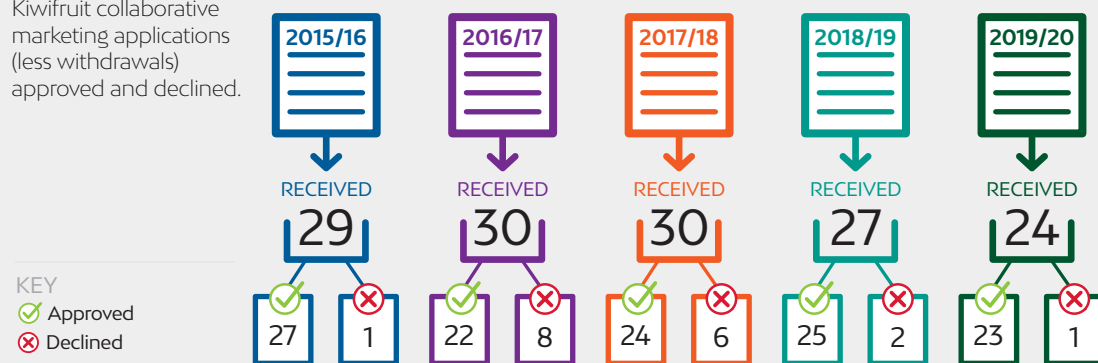 Kiwifruit collaborative
marketing applications
(less withdrawals)
approved and declined.
2015/16
2016/17
2017/18
2018/19
2019/20
RECEIVED
RECEIVED
RECEIVED
RECEIVED
RECEIVED
29
30
30
27
24
KEY
Approved
Declined
27
1
22
8
24
6
25
2
23
1